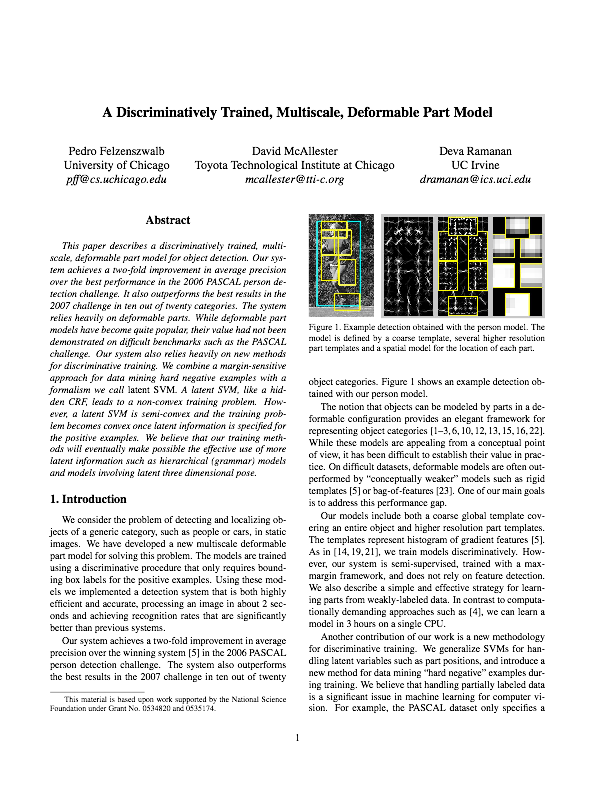 A Discriminatively Trained, Multiscale, Deformable Part Model
Pedro Felzenszwalb
University of Chicago
pff@cs.uchicago.edu
David McAllester
Toyota Technological Institute at Chicago
mcallester@tti-c.org
Deva Ramanan
UC Irvine
dramanan@ics.uci.edu
Abstract
This paper describes a discriminatively trained, multi-
scale, deformable part model for object detection. Our sys-
tem achieves a two-fold improvement in average precision
over the best performance in the 2006 PASCAL person de-
tection challenge. It also outperforms the best results in the
2007 challenge in ten out of twenty categories. The system
relies heavily on deformable parts. While deformable part
models have become quite popular, their value had not been
demonstrated on difficult benchmarks such as the PASCAL
challenge. Our system also relies heavily on new methods
for discriminative training. We combine a margin-sensitive
approach for data mining hard negative examples with a
formalism we call latent SVM. A latent SVM, like a hid-
den CRF, leads to a non-convex training problem. How-
ever, a latent SVM is semi-convex and the training prob-
lem becomes convex once latent information is specified for
the positive examples. We believe that our training meth-
ods will eventually make possible the effective use of more
latent information such as hierarchical (grammar) models
and models involving latent three dimensional pose.
1. Introduction
We consider the problem of detecting and localizing ob-
jects of a generic category, such as people or cars, in static
images. We have developed a new multiscale deformable
part model for solving this problem. The models are trained
using a discriminative procedure that only requires bound-
ing box labels for the positive examples. Using these mod-
els we implemented a detection system that is both highly
efficient and accurate, processing an image in about 2 sec-
onds and achieving recognition rates that are significantly
better than previous systems.
Our system achieves a two-fold improvement in average
precision over the winning system [5] in the 2006 PASCAL
person detection challenge. The system also outperforms
the best results in the 2007 challenge in ten out of twenty
This material is based upon work supported by the National Science
Foundation under Grant No. 0534820 and 0535174.
Figure 1. Example detection obtained with the person model. The
model is defined by a coarse template, several higher resolution
part templates and a spatial model for the location of each part.
object categories. Figure 1 shows an example detection ob-
tained with our person model.
The notion that objects can be modeled by parts in a de-
formable configuration provides an elegant framework for
representing object categories [1–3, 6, 10, 12, 13, 15, 16, 22].
While these models are appealing from a conceptual point
of view, it has been difficult to establish their value in prac-
tice. On difficult datasets, deformable models are often out-
performed by “conceptually weaker” models such as rigid
templates [5] or bag-of-features [23]. One of our main goals
is to address this performance gap.
Our models include both a coarse global template cov-
ering an entire object and higher resolution part templates.
The templates represent histogram of gradient features [5].
As in [14, 19, 21], we train models discriminatively. How-
ever, our system is semi-supervised, trained with a max-
margin framework, and does not rely on feature detection.
We also describe a simple and effective strategy for learn-
ing parts from weakly-labeled data. In contrast to computa-
tionally demanding approaches such as [4], we can learn a
model in 3 hours on a single CPU.
Another contribution of our work is a new methodology
for discriminative training. We generalize SVMs for han-
dling latent variables such as part positions, and introduce a
new method for data mining “hard negative” examples dur-
ing training. We believe that handling partially labeled data
is a significant issue in machine learning for computer vi-
sion. For example, the PASCAL dataset only specifies a
1